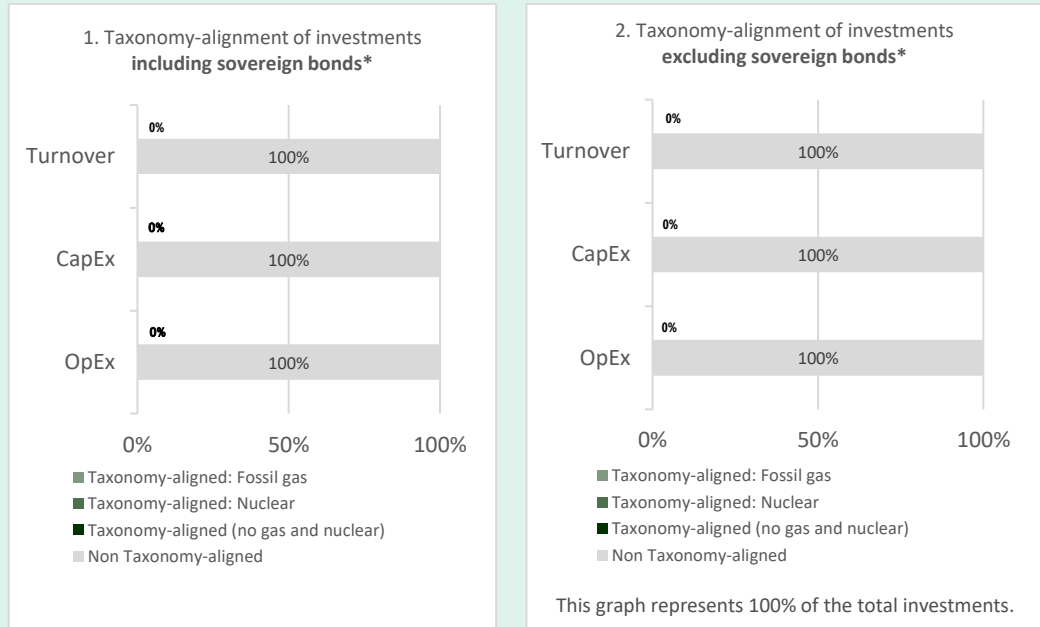 1. Taxonomy-alignment of investments
including sovereign bonds*
0%
Turnover
100%
0%
CapEx
100%
0%
OpEx
100%
0% 50% 100%
Taxonomy-aligned: Fossil gas
Taxonomy-aligned: Nuclear
Taxonomy-aligned (no gas and nuclear)
Non Taxonomy-aligned
2. Taxonomy-alignment of investments
excluding sovereign bonds*
0%
Turnover
100%
0%
CapEx
100%
0%
OpEx
100%
0% 50% 100%
Taxonomy-aligned: Fossil gas
Taxonomy-aligned: Nuclear
Taxonomy-aligned (no gas and nuclear)
Non Taxonomy-aligned
This graph represents 100% of the total investments.